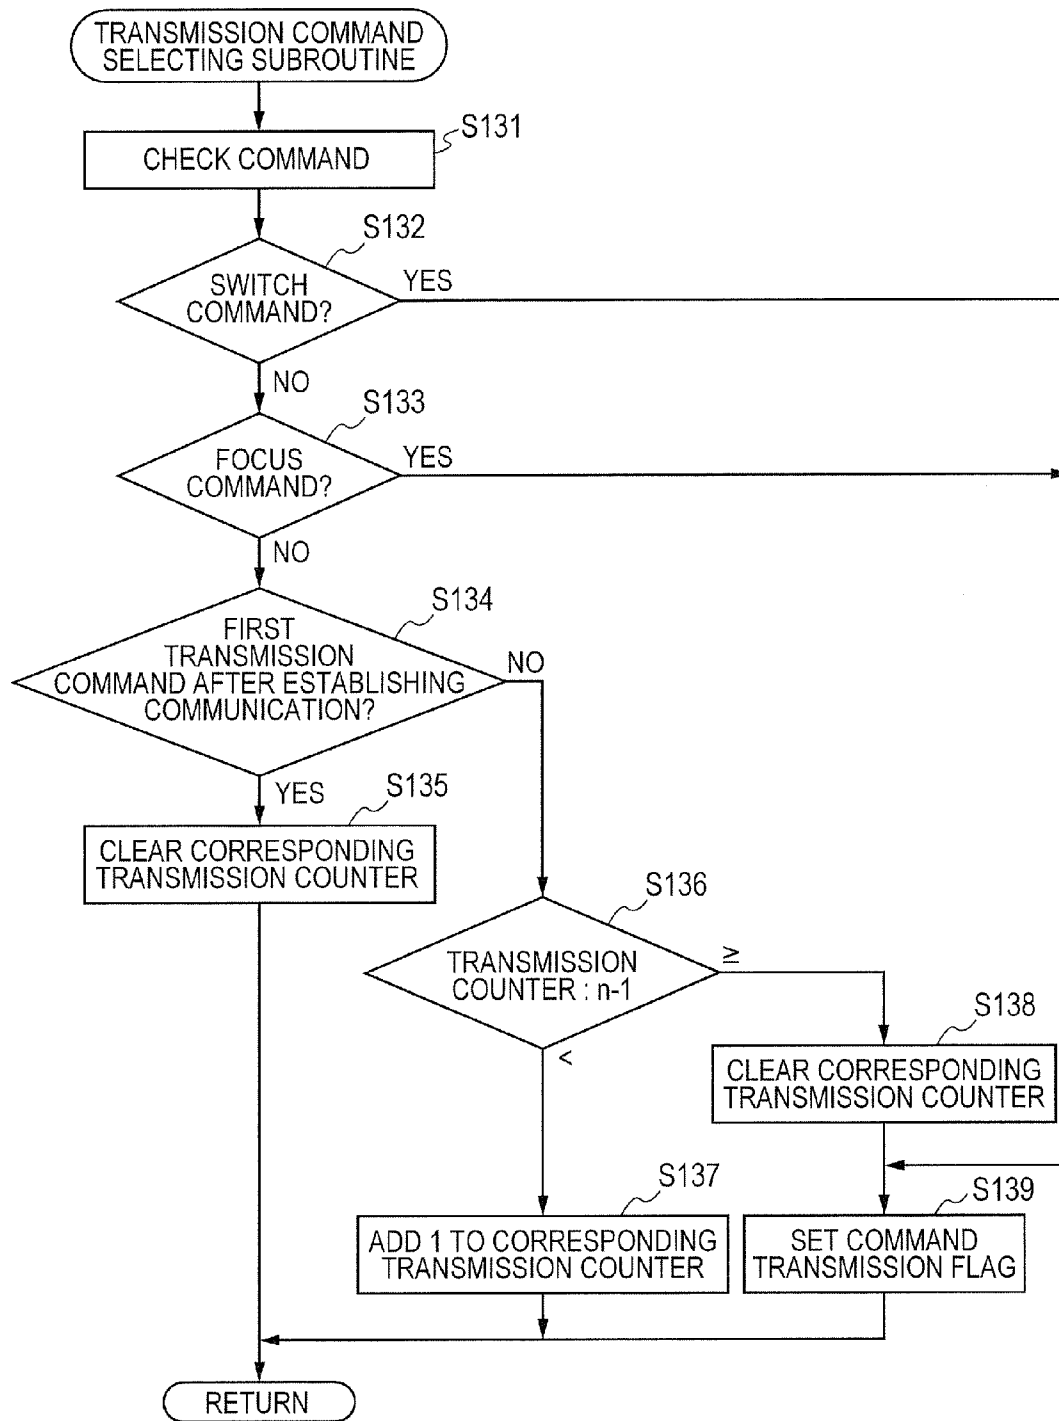 TRANSMISSION COMMAND
SELECTING SUBROUTINE
S131
CHECK COMMAND
S132
SWITCH
COMMAND?
YES
NO
S133
FOCUS
COMMAND?
YES
NO
S134
FIRST
TRANSMISSION
COMMAND AFTER ESTABLISHING
COMMUNICATION?
NO
YES
S135
CLEAR CORRESPONDING
TRANSMISSION COUNTER
S136
TRANSMISSION
COUNTER : n-1
≥
<
S138
CLEAR CORRESPONDING
TRANSMISSION COUNTER
S137
ADD 1 TO CORRESPONDING
TRANSMISSION COUNTER
S139
SET COMMAND
TRANSMISSION FLAG
RETURN